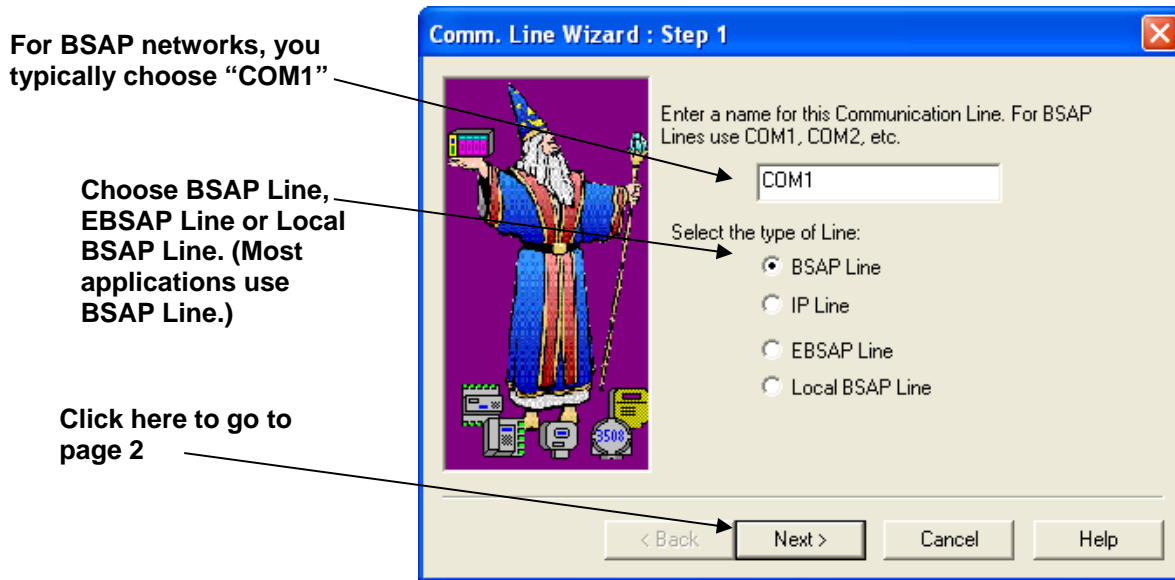 For BSAP networks, you
typically choose “COM1”
Choose BSAP Line,
EBSAP Line or Local
BSAP Line. (Most
applications use
BSAP Line.)
Click here to go to
page 2
Comm. Line Wizard : Step 1
Enter a name for this Communication Line. For BSAP
Lines use COM1, COM2, etc.
COM1
Select the type of Line:
BSAP Line
IP Line
EBSAP Line
Local BSAP Line
3508
< Back
Next >
Cancel
Help